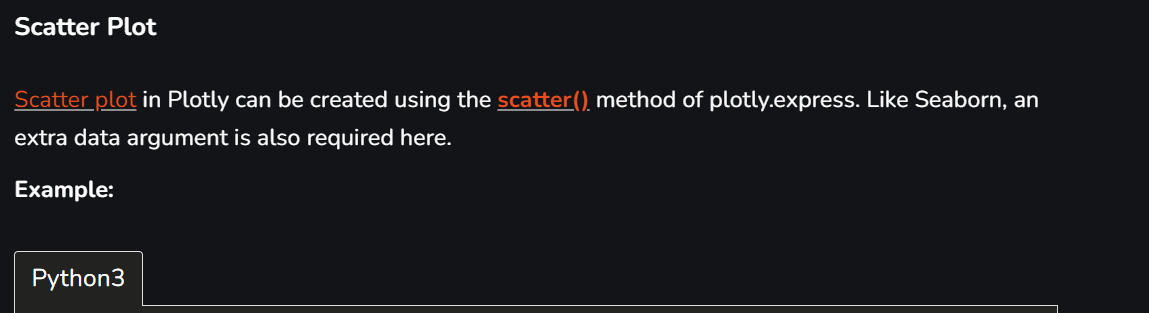 Scatter Plot
Scatter plot in Plotly can be created using the scatter() method of plotly.express. Like Seaborn, an
extra data argument is also required here.
Example:
Python3